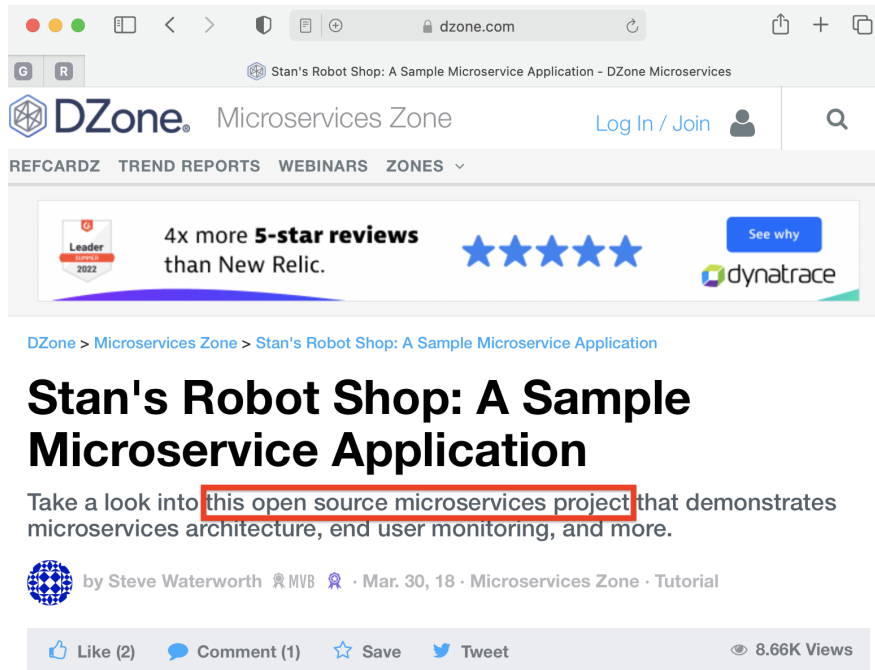 dzone.com
G R Stan's Robot Shop: A Sample Microservice Application - DZone Microservices
DZone. Microservices Zone Log In / Join
REFCARDZ TREND REPORTS WEBINARS ZONES
G
Leader
SUMMER
2022
4x more 5-star reviews
than New Relic.
See why
dynatrace
DZone > Microservices Zone > Stan's Robot Shop: A Sample Microservice Application
Stan's Robot Shop: A Sample
Microservice Application
Take a look into this open source microservices project that demonstrates
microservices architecture, end user monitoring, and more.
by Steve Waterworth MVB · Mar. 30, 18 · Microservices Zone · Tutorial
Like (2) Comment (1) Save Tweet 8.66K Views